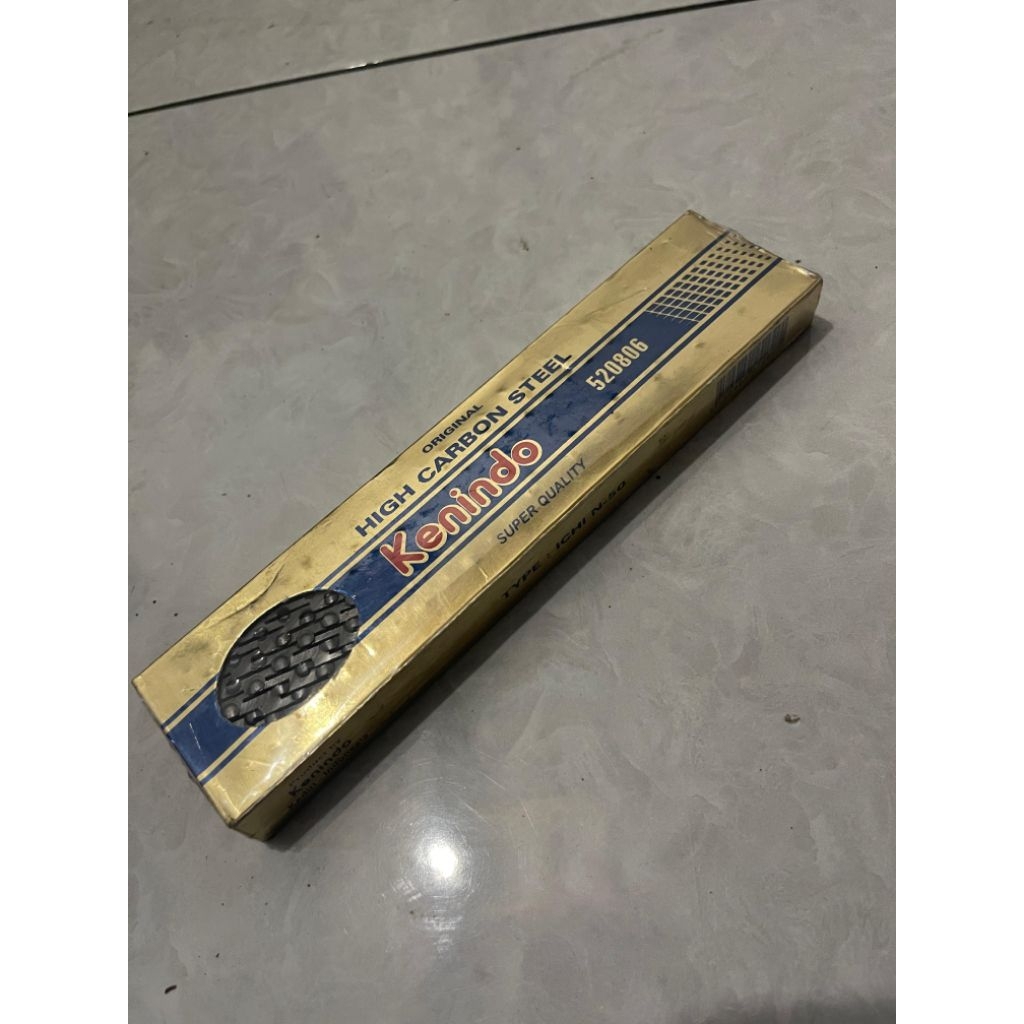 ORIGINAL
HIGH CARBON STEEL
Kenindo
520806
SUPER QUALITY
TYPE : ICHI N-50
Kenindo